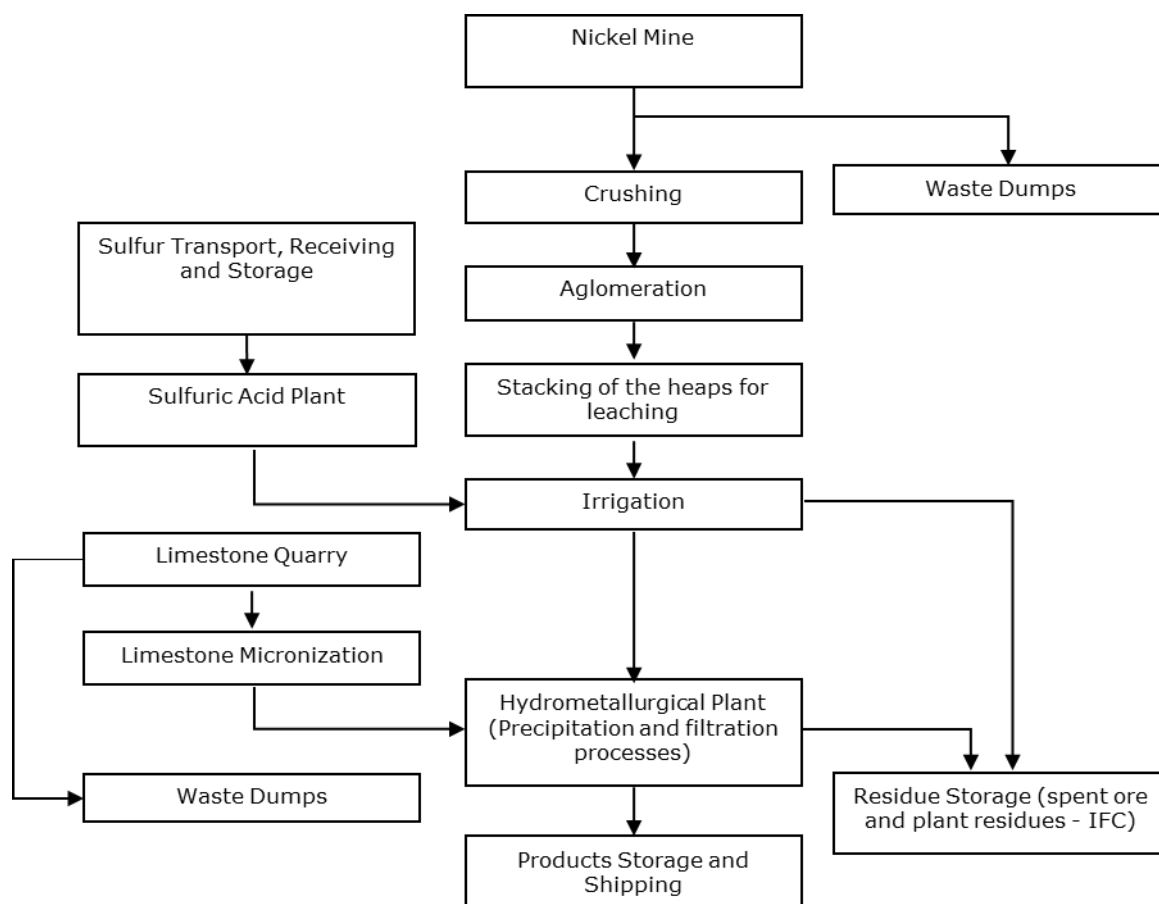 Nickel Mine
Crushing
Waste Dumps
Sulfur Transport, Receiving
and Storage
Aglomeration
Sulfuric Acid Plant
Stacking of the heaps for
leaching
Irrigation
Limestone Quarry
Limestone Micronization
Hydrometallurgical Plant
(Precipitation and filtration
processes)
Waste Dumps
Residue Storage (spent ore
and plant residues - IFC)
Products Storage and
Shipping